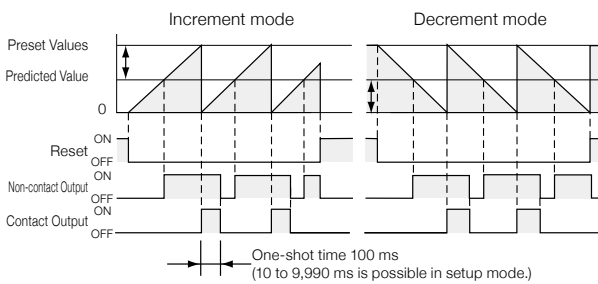 Increment mode
Decrement mode
Preset Values
Predicted Value
0
ON
Reset
OFF
ON
Non-contact Output
OFF
ON
Contact Output
OFF
One-shot time 100 ms
(10 to 9,990 ms is possible in setup mode.)